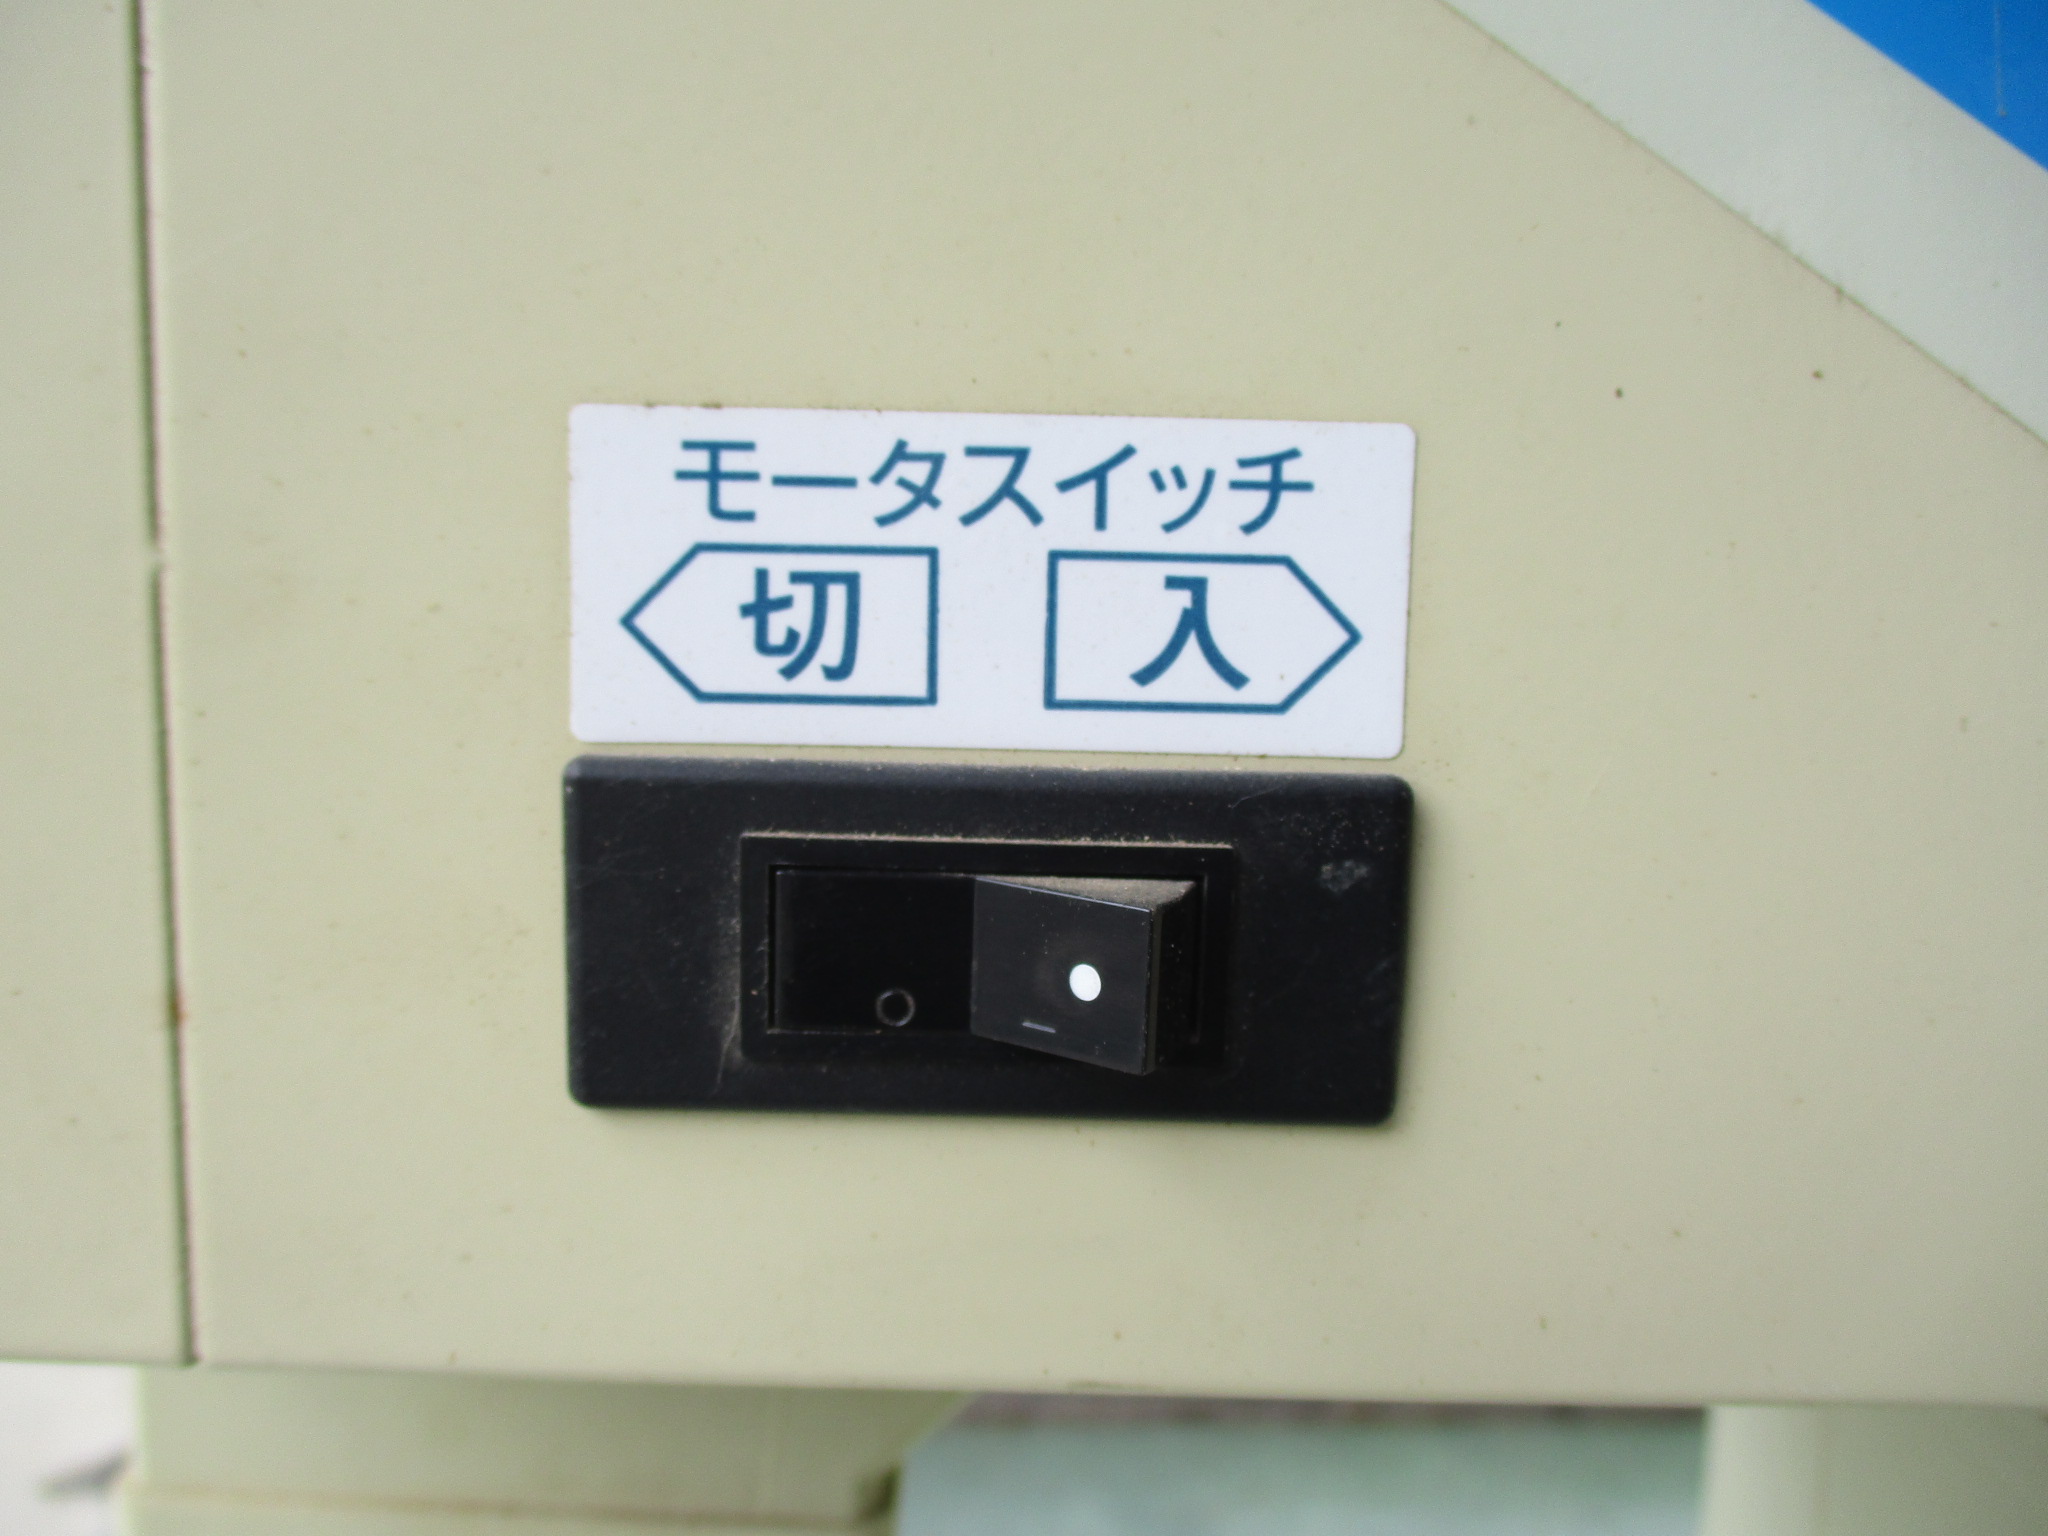 モータスイッチ
切 入